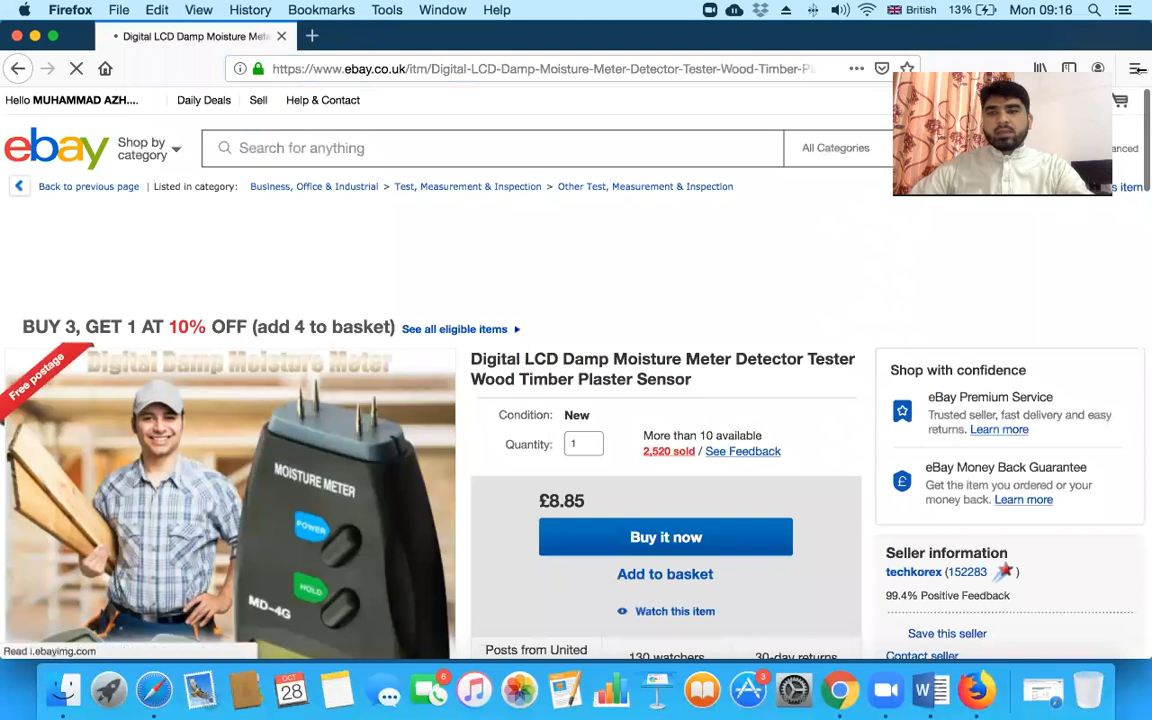 Firefox File Edit View History Bookmarks Tools Window Help British 13% Mon 09:16
Digital LCD Damp Moisture Mete
https://www.ebay.co.uk/itm/Digital-LCD-Damp-Moisture-Meter-Detector-Tester-Wood-Timber-Pl
Hello MUHAMMAD AZH.... Daily Deals Sell Help & Contact
ebay Shop by category Search for anything All Categories
Back to previous page | Listed in category: Business, Office & Industrial > Test, Measurement & Inspection > Other Test, Measurement & Inspection item
BUY 3, GET 1 AT 10% OFF (add 4 to basket) See all eligible items
Free postage
Digital Damp Moisture Meter
MOISTURE METER
POWER
HOLD
MD-4G
Digital LCD Damp Moisture Meter Detector Tester
Wood Timber Plaster Sensor
Condition: New
Quantity: 1
More than 10 available
2,520 sold / See Feedback
£8.85
Buy it now
Add to basket
Watch this item
Posts from United 130 watchers 30-day returns
Shop with confidence
eBay Premium Service
Trusted seller, fast delivery and easy
returns. Learn more
eBay Money Back Guarantee
£
Get the item you ordered or your
money back. Learn more
Seller information
techkorex (152283 )
99.4% Positive Feedback
Save this seller
Contact seller
Read i.ebayimg.com
OCT
28
6
3
W